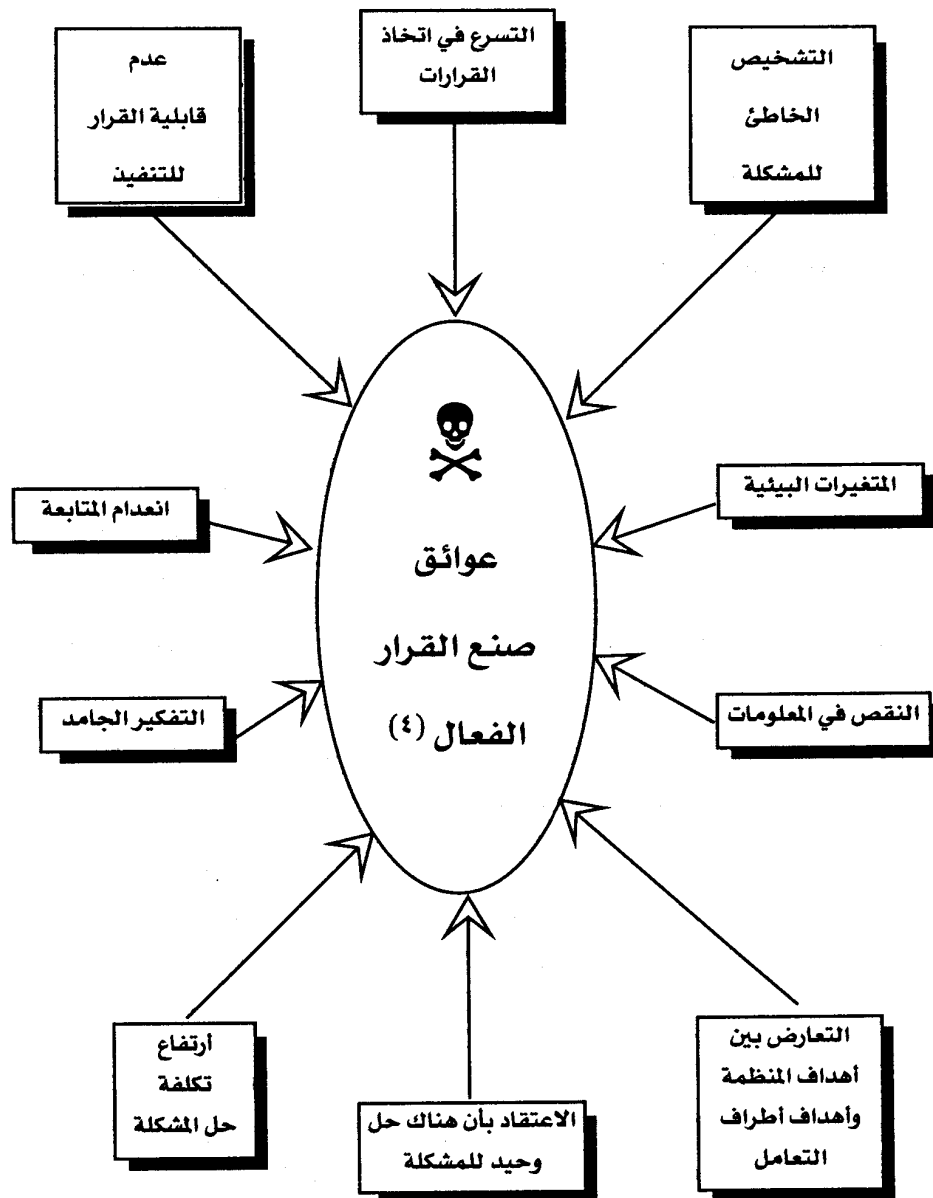 التسرع في اتخاذ
القرارات
التشخيص
الخاطئ
للمشكلة
المتغيرات البيئية
النقص في المعلومات
التعارض بين
أهداف المنظمة
وأهداف أطراف
التعامل
الاعتقاد بأن هناك حل
وحيد للمشكلة
أرتفاع
تكلفة
حل المشكلة
التفكير الجامد
انعدام المتابعة
عدم
قابلية القرار
للتنفيذ
عوائق
صنع القرار
الفعال (٤)